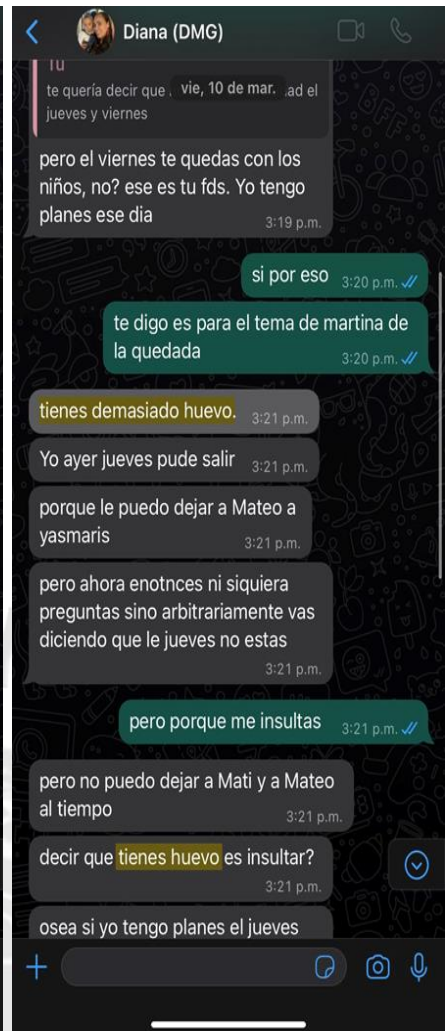 Diana (DMG)
Tú
te quería decir que
vie, 10 de mar.
ad el
jueves y viernes
pero el viernes te quedas con los
niños, no? ese es tu fds. Yo tengo
planes ese dia
3:19 p.m.
si por eso 3:20 p.m.
te digo es para el tema de martina de
la quedada
3:20 p.m.
tienes demasiado huevo. 3:21 p.m.
Yo ayer jueves pude salir 3:21 p.m.
porque le puedo dejar a Mateo a
yasmaris
3:21 p.m.
pero ahora enotnces ni siquiera
preguntas sino arbitrariamente vas
diciendo que le jueves no estas
3:21 p.m.
pero porque me insultas 3:21 p.m.
pero no puedo dejar a Mati y a Mateo
al tiempo
3:21 p.m.
decir que tienes huevo es insultar?
3:21 p.m.
osea si yo tengo planes el jueves